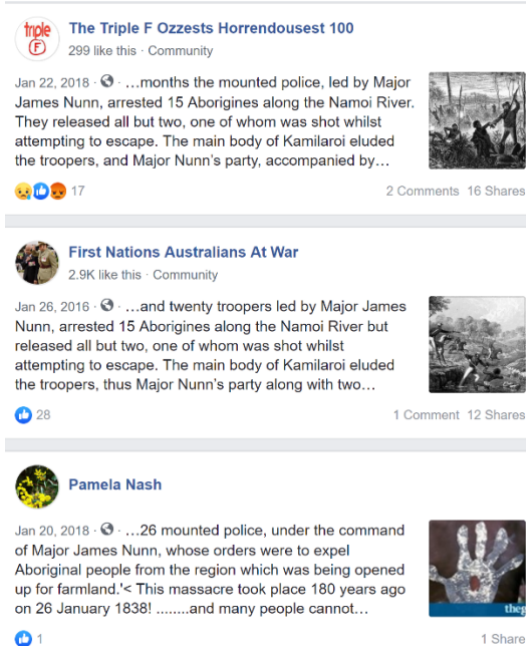 triple
F
The Triple F Ozzests Horrendousest 100
299 like this · Community
Jan 22, 2018 · · …months the mounted police, led by Major
James Nunn, arrested 15 Aborigines along the Namoi River.
They released all but two, one of whom was shot whilst
attempting to escape. The main body of Kamilaroi eluded
the troopers, and Major Nunn's party, accompanied by…
17
2 Comments 16 Shares
First Nations Australians At War
2.9K like this · Community
Jan 26, 2016 · · …and twenty troopers led by Major James
Nunn, arrested 15 Aborigines along the Namoi River but
released all but two, one of whom was shot whilst
attempting to escape. The main body of Kamilaroi eluded
the troopers, thus Major Nunn's party along with two…
28
1 Comment 12 Shares
Pamela Nash
Jan 20, 2018 · · …26 mounted police, under the command
of Major James Nunn, whose orders were to expel
Aboriginal people from the region which was being opened
up for farmland.'< This massacre took place 180 years ago
on 26 January 1838! ........and many people cannot…
theg
1
1 Share